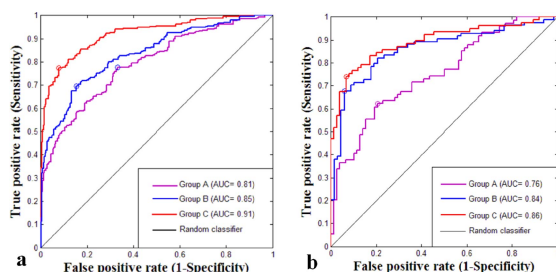 True positive rate (Sensitivity)
1
0.9
0.8
0.7
0.6
0.5
0.4
0.3
0.2
0.1
0
Group A (AUC= 0.81)
Group B (AUC= 0.85)
Group C (AUC= 0.91)
Random classifier
0 0.2 0.4 0.6 0.8 1
a
False positive rate (1-Specificity)
True positive rate (Sensitivity)
1
0.9
0.8
0.7
0.6
0.5
0.4
0.3
0.2
0.1
0
Group A (AUC= 0.76)
Group B (AUC= 0.84)
Group C (AUC= 0.86)
Random classifier
0 0.2 0.4 0.6 0.8
b
False positive rate (1-Specificity)